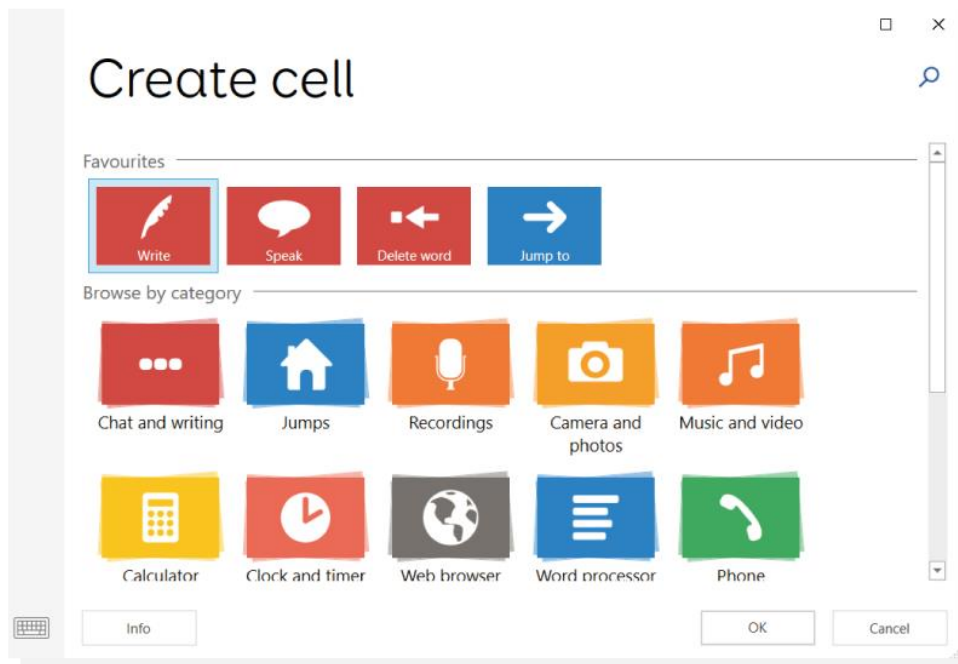 Create cell
Favourites
Write Speak Delete word Jump to
Browse by category
Chat and writing Jumps Recordings Camera and photos Music and video
Calculator Clock and timer Web browser Word processor Phone
Info OK Cancel